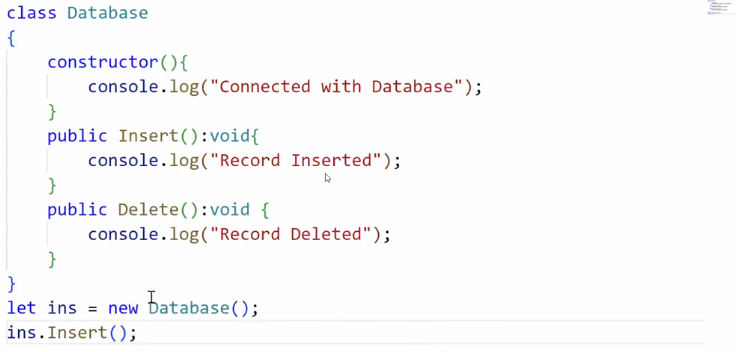 class Database
{
    constructor(){
        console.log("Connected with Database");
    }
    public Insert():void{
        console.log("Record Inserted");
    }
    public Delete():void {
        console.log("Record Deleted");
    }
}
let ins = new Database();
ins.Insert();